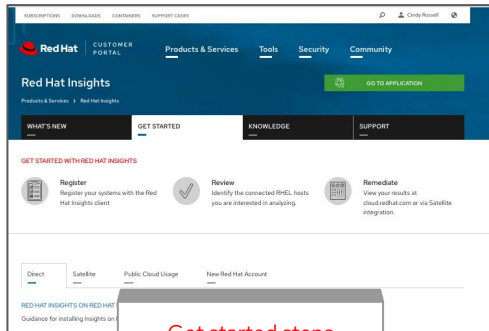 SUBSCRIPTIONS DOWNLOADS CONTAINERS SUPPORT CASES Cindy Russell
Red Hat CUSTOMER PORTAL Products & Services Tools Security Community
Red Hat Insights GO TO APPLICATION
Products & Services Red Hat Insights
WHAT'S NEW GET STARTED KNOWLEDGE SUPPORT
GET STARTED WITH RED HAT INSIGHTS
Register
Register your systems with the Red
Hat Insights client
Review
Identify the connected RHEL hosts
you are interested in analyzing.
Remediate
View your results at
cloud.redhat.com or via Satellite
integration.
Direct Satellite Public Cloud Usage New Red Hat Account
RED HAT INSIGHTS ON RED HAT
Guidance for installing Insights on
Get started steps